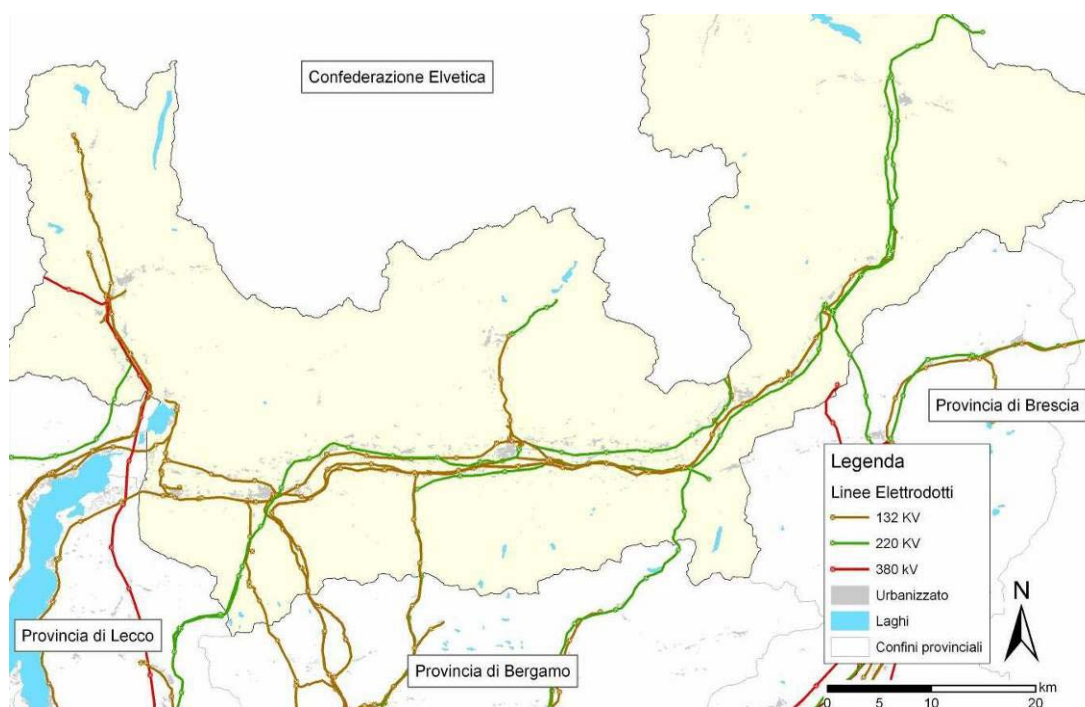 Confederazione Elvetica
Provincia di Brescia
Legenda
Linee Elettrodotti
132 KV
220 KV
380 kV
Urbanizzato
Laghi
Confini provinciali
N
Provincia di Lecco
Provincia di Bergamo
km
0 5 10 20